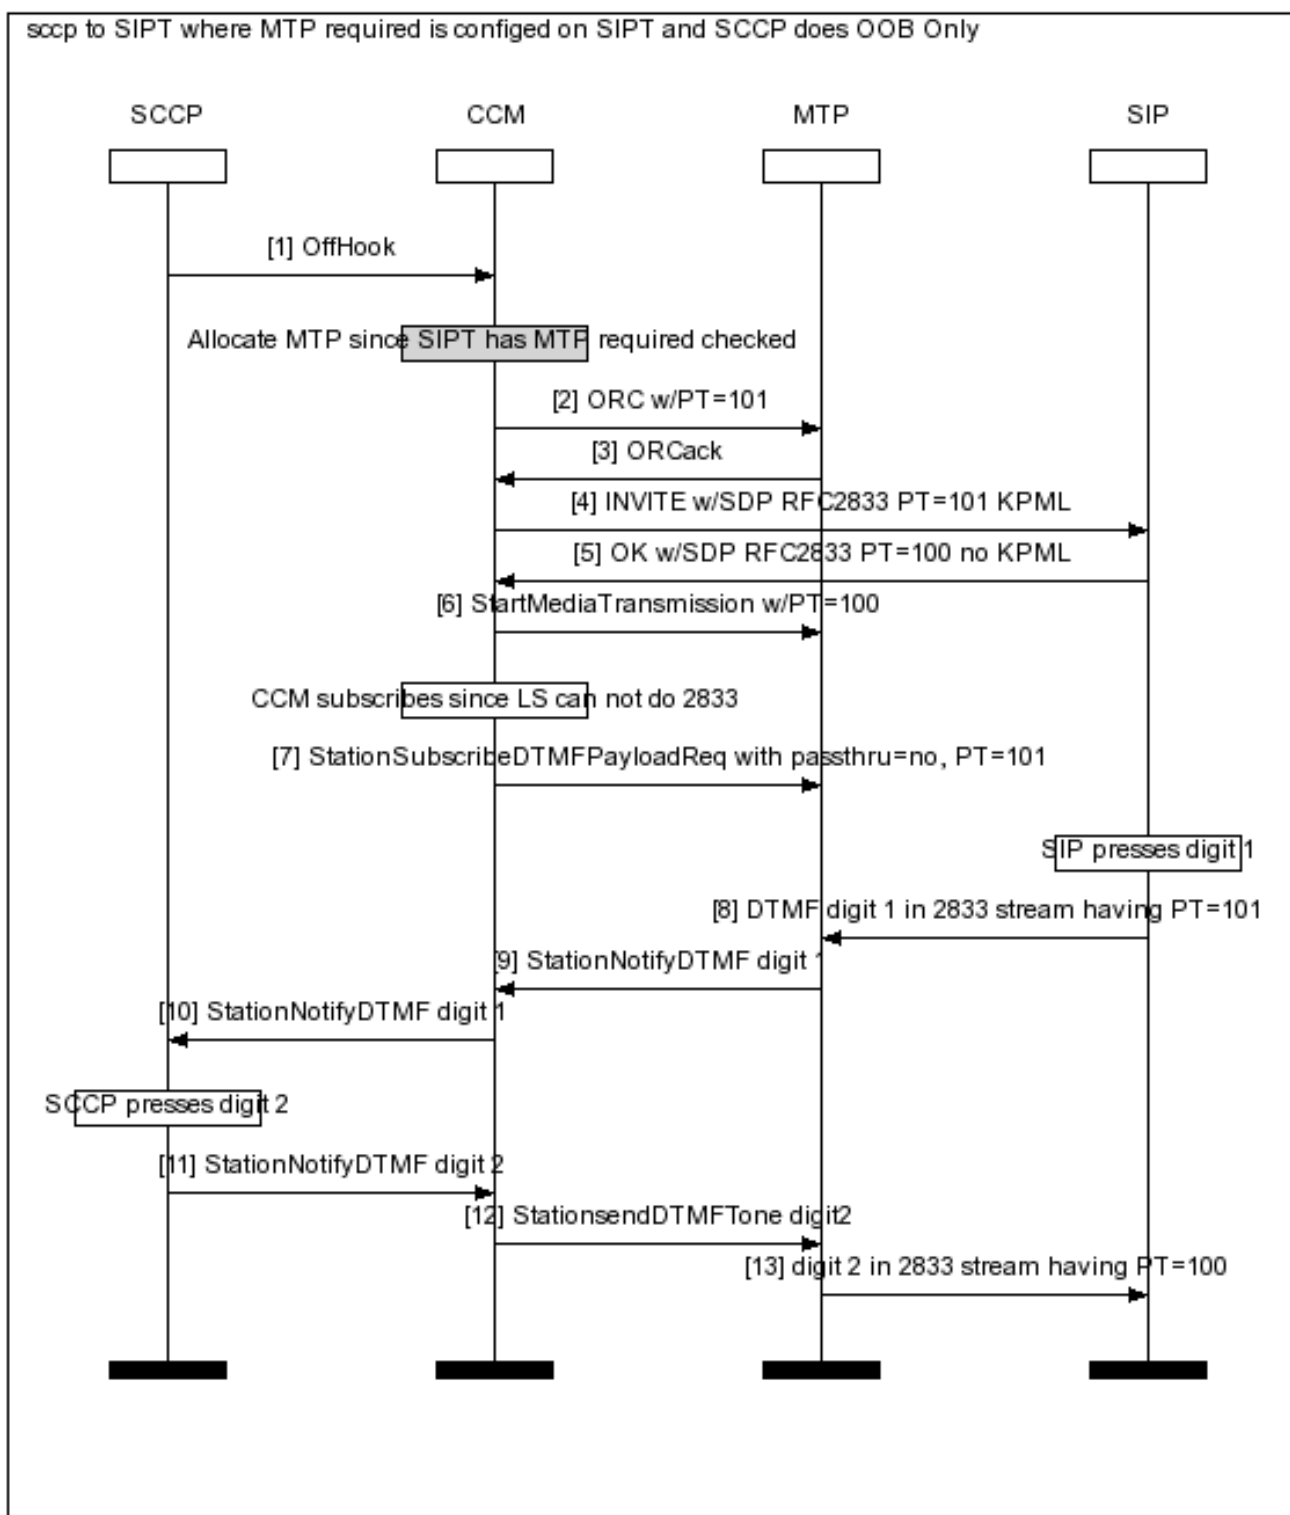 sccp to SIPT where MTP required is configed on SIPT and SCCP does OOB Only
SCCP CCM MTP SIP
[1] OffHook
Allocate MTP since SIPT has MTP required checked
[2] ORC w/PT=101
[3] ORCack
[4] INVITE w/SDP RFC2833 PT=101 KPML
[5] OK w/SDP RFC2833 PT=100 no KPML
[6] StartMediaTransmission w/PT=100
CCM subscribes since LS can not do 2833
[7] StationSubscribeDTMFPayloadReq with passthru=no, PT=101
SIP presses digit 1
[8] DTMF digit 1 in 2833 stream having PT=101
[9] StationNotifyDTMF digit 1
[10] StationNotifyDTMF digit 1
SCCP presses digit 2
[11] StationNotifyDTMF digit 2
[12] StationsendDTMFTone digit2
[13] digit 2 in 2833 stream having PT=100